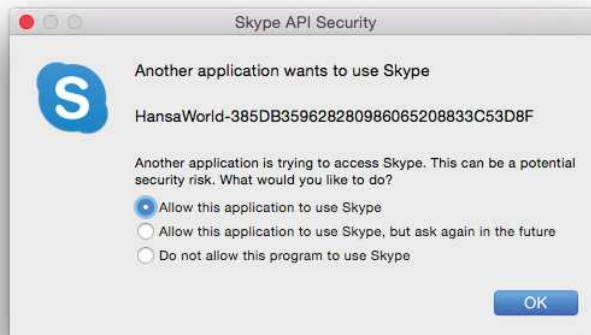 Skype API Security
Another application wants to use Skype
HansaWorld-385DB359628280986065208833C53D8F
Another application is trying to access Skype. This can be a potential
security risk. What would you like to do?
Allow this application to use Skype
Allow this application to use Skype, but ask again in the future
Do not allow this program to use Skype
OK